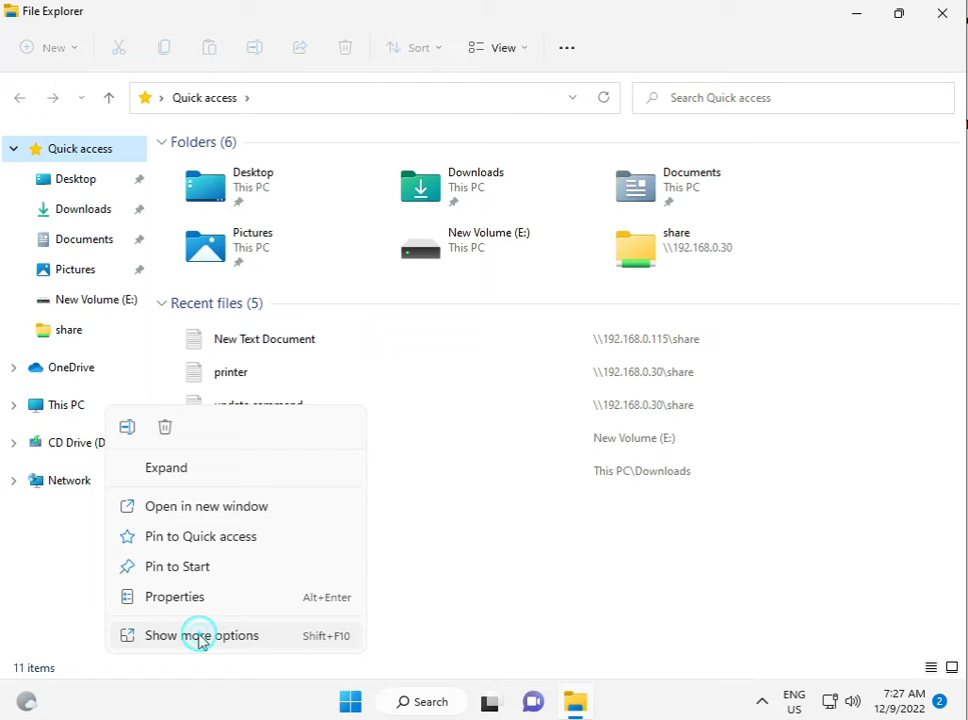 File Explorer
New
Sort
View
Quick access
Search Quick access
Quick access
Desktop
Downloads
Documents
Pictures
New Volume (E:)
share
OneDrive
This PC
CD Drive (D
Network
Folders (6)
Desktop
This PC
Downloads
This PC
Documents
This PC
Pictures
This PC
New Volume (E:)
This PC
share
\\192.168.0.30
Recent files (5)
New Text Document \\192.168.0.115\share
printer \\192.168.0.30\share
update command \\192.168.0.30\share
New Volume (E:)
This PC\Downloads
Expand
Open in new window
Pin to Quick access
Pin to Start
Properties Alt+Enter
Show more options Shift+F10
11 items
Search
ENG
US
7:27 AM
12/9/2022
2